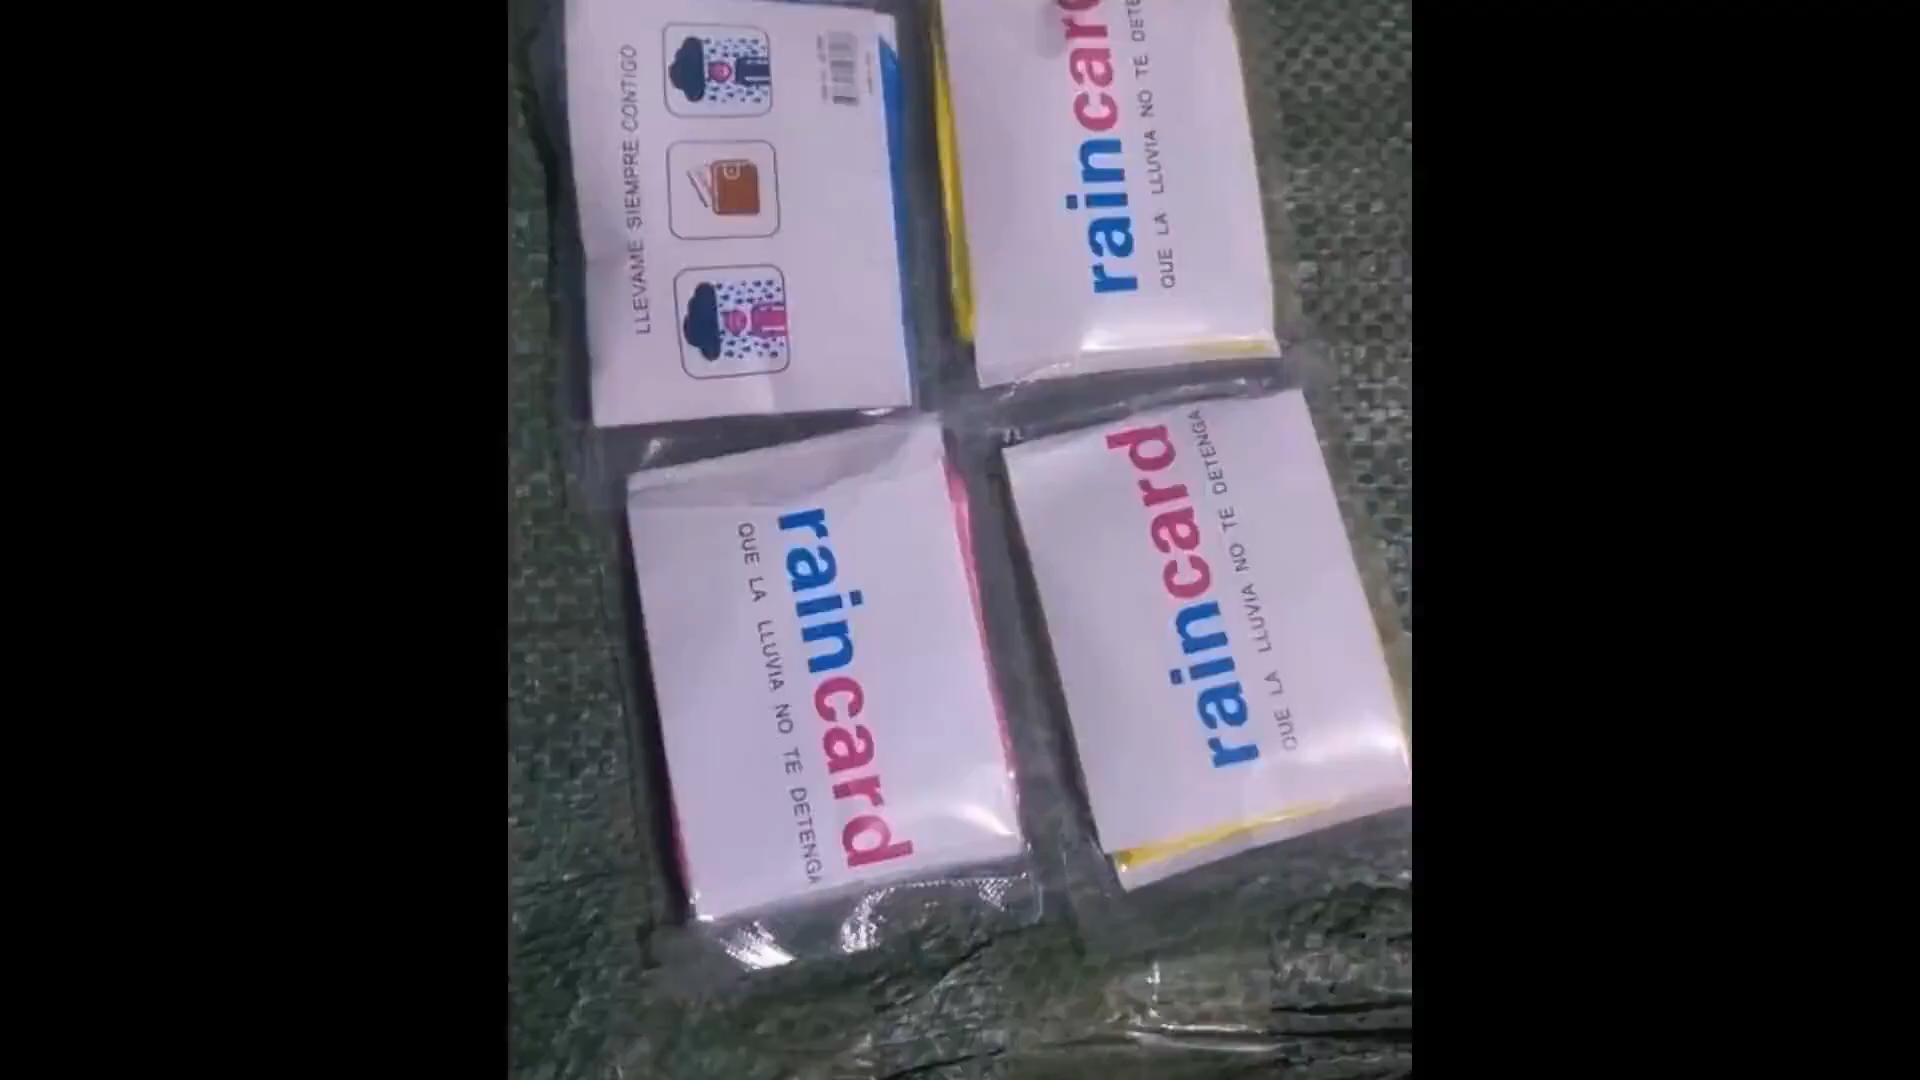 LLEVAME SIEMPRE CONTIGO
raincard
QUE LA LLUVIA NO TE DETE
raincard
QUE LA LLUVIA NO TE DETENGA
raincard
QUE LA LLUVIA NO TE DETENGA